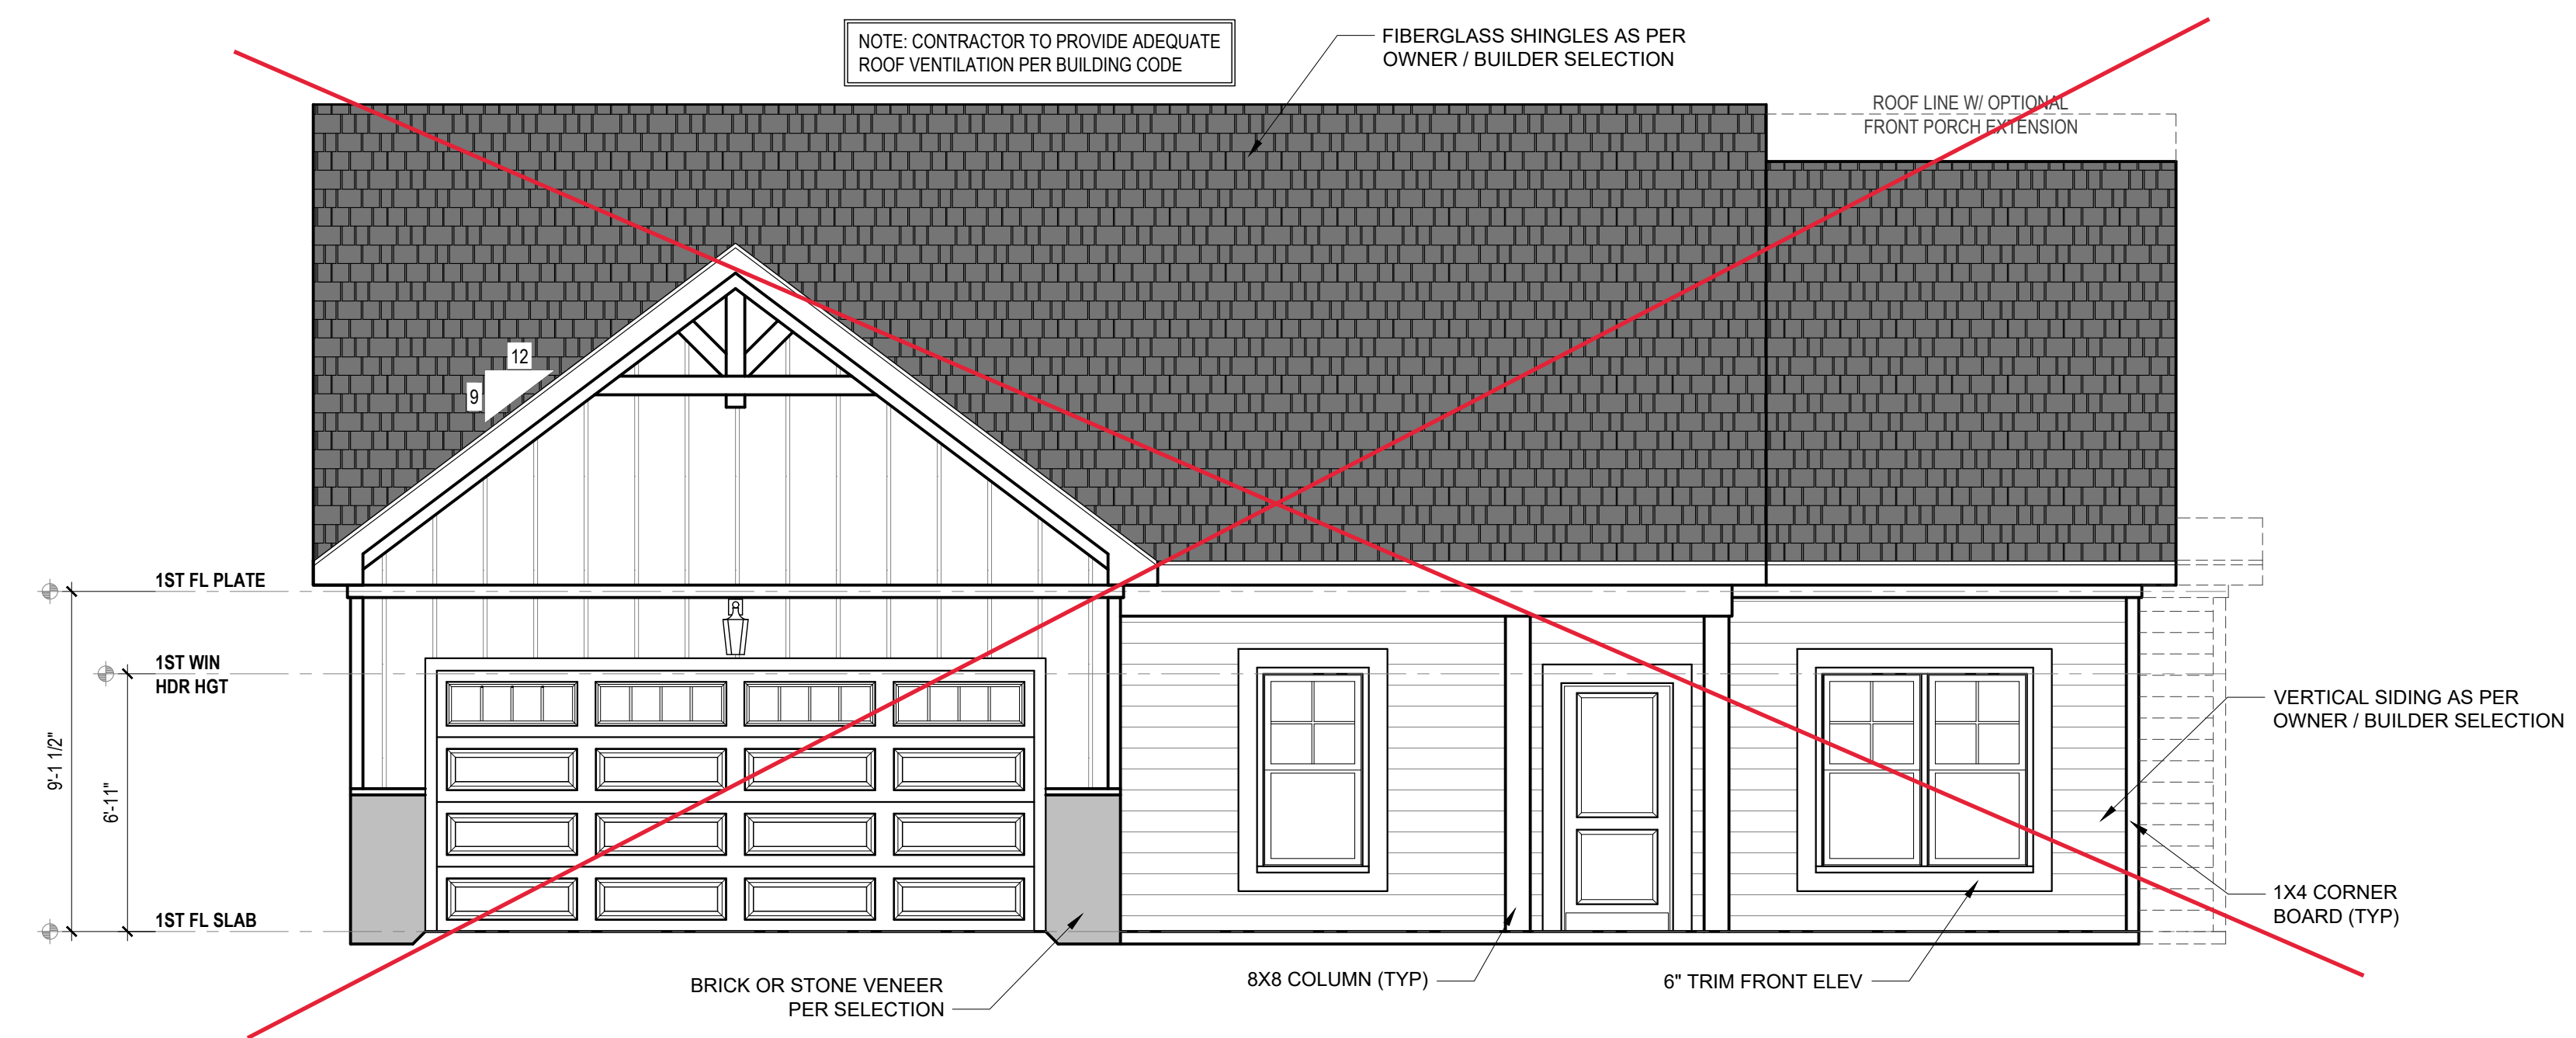 NOTE: CONTRACTOR TO PROVIDE ADEQUATE
ROOF VENTILATION PER BUILDING CODE
FIBERGLASS SHINGLES AS PER
OWNER / BUILDER SELECTION
ROOF LINE W/ OPTIONAL
FRONT PORCH EXTENSION
12
9
1ST FL PLATE
1ST WIN
HDR HGT
9'-1 1/2"
6'-11"
1ST FL SLAB
VERTICAL SIDING AS PER
OWNER / BUILDER SELECTION
1X4 CORNER
BOARD (TYP)
BRICK OR STONE VENEER
PER SELECTION
8X8 COLUMN (TYP)
6" TRIM FRONT ELEV